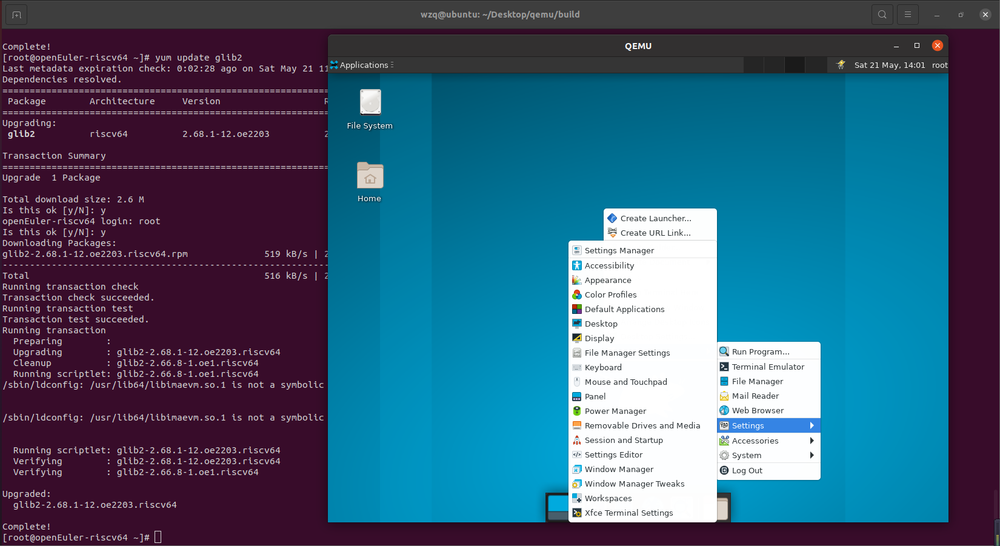 wzq@ubuntu: ~/Desktop/qemu/build
Complete!
[root@openEuler-riscv64 ~]# yum update glib2
Last metadata expiration check: 0:02:28 ago on Sat May 21 11
Dependencies resolved.
================================================================
Package Architecture Version R
================================================================
Upgrading:
glib2 riscv64 2.68.1-12.oe2203 2
Transaction Summary
================================================================
Upgrade 1 Package
Total download size: 2.6 M
Is this ok [y/N]: y
openEuler-riscv64 login: root
Is this ok [y/N]: y
Downloading Packages:
glib2-2.68.1-12.oe2203.riscv64.rpm 519 kB/s | 2
----------------------------------------------------------------
Total 516 kB/s | 2
Running transaction check
Transaction check succeeded.
Running transaction test
Transaction test succeeded.
Running transaction
Preparing :
Upgrading : glib2-2.68.1-12.oe2203.riscv64
Cleanup : glib2-2.66.8-1.oe1.riscv64
Running scriptlet: glib2-2.66.8-1.oe1.riscv64
/sbin/ldconfig: /usr/lib64/libimaevm.so.1 is not a symbolic
/sbin/ldconfig: /usr/lib64/libimaevm.so.1 is not a symbolic
Running scriptlet: glib2-2.68.1-12.oe2203.riscv64
Verifying : glib2-2.68.1-12.oe2203.riscv64
Verifying : glib2-2.66.8-1.oe1.riscv64
Upgraded:
glib2-2.68.1-12.oe2203.riscv64
Complete!
[root@openEuler-riscv64 ~]#
QEMU
Applications
Sat 21 May, 14:01 root
File System
Home
Create Launcher...
Create URL Link...
Settings Manager
Accessibility
Appearance
Color Profiles
Default Applications
Desktop
Display
File Manager Settings
Keyboard
Mouse and Touchpad
Panel
Power Manager
Removable Drives and Media
Session and Startup
Settings Editor
Window Manager
Window Manager Tweaks
Workspaces
Xfce Terminal Settings
Run Program...
Terminal Emulator
File Manager
Mail Reader
Web Browser
Settings
Accessories
System
Log Out